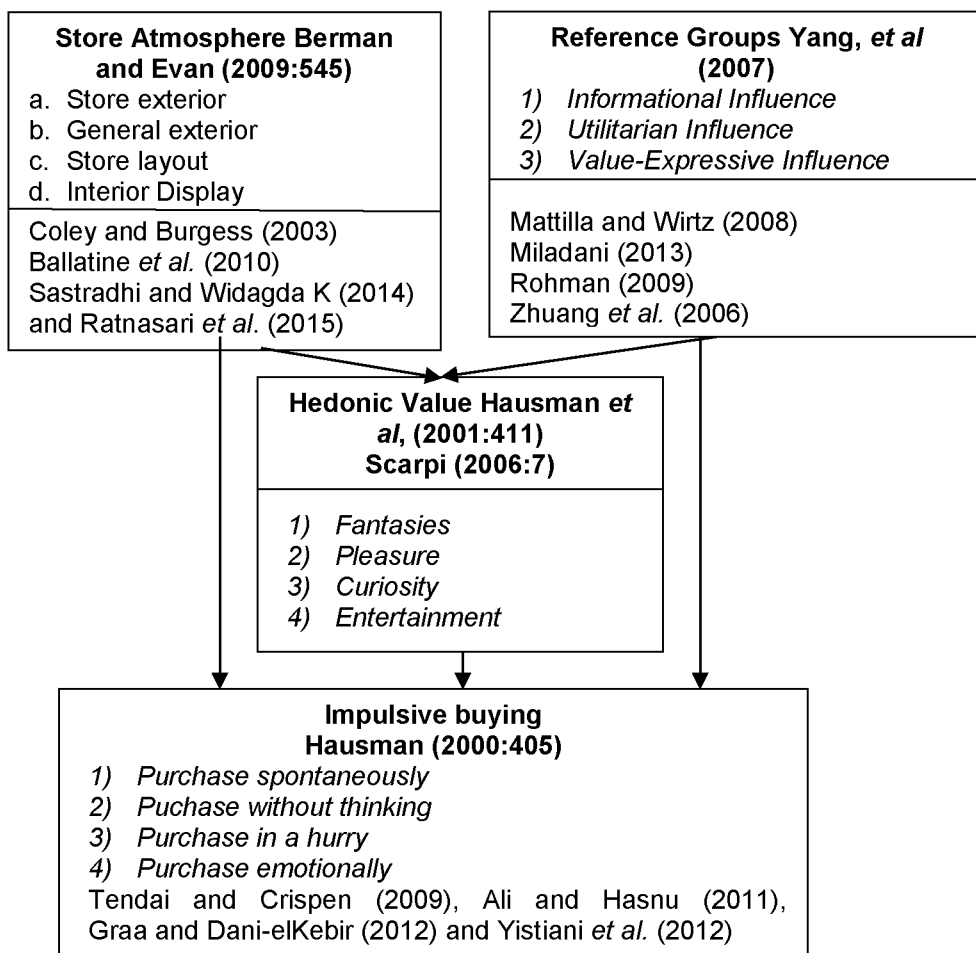 Store Atmosphere Berman
and Evan (2009:545)
a. Store exterior
b. General exterior
c. Store layout
d. Interior Display
Coley and Burgess (2003)
Ballatine et al. (2010)
Sastradhi and Widagda K (2014)
and Ratnasari et al. (2015)
Reference Groups Yang, et al
(2007)
1) Informational Influence
2) Utilitarian Influence
3) Value-Expressive Influence
Mattilla and Wirtz (2008)
Miladani (2013)
Rohman (2009)
Zhuang et al. (2006)
Hedonic Value Hausman et
al, (2001:411)
Scarpi (2006:7)
1) Fantasies
2) Pleasure
3) Curiosity
4) Entertainment
Impulsive buying
Hausman (2000:405)
1) Purchase spontaneously
2) Puchase without thinking
3) Purchase in a hurry
4) Purchase emotionally
Tendai and Crispen (2009), Ali and Hasnu (2011),
Graa and Dani-elKebir (2012) and Yistiani et al. (2012)